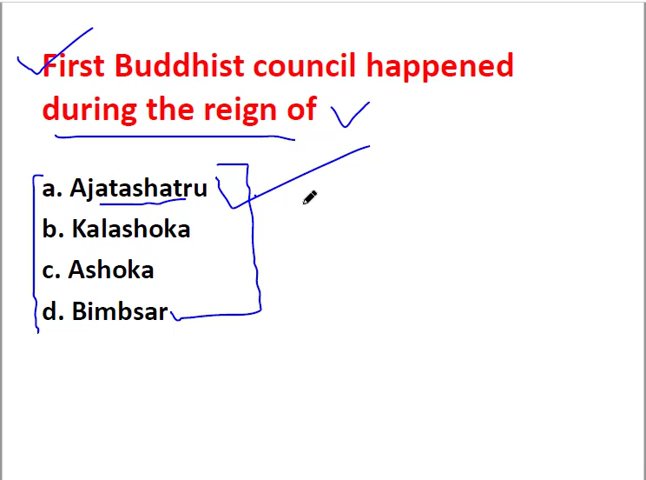 First Buddhist council happened
during the reign of
a. Ajatashatru
b. Kalashoka
c. Ashoka
d. Bimbsar